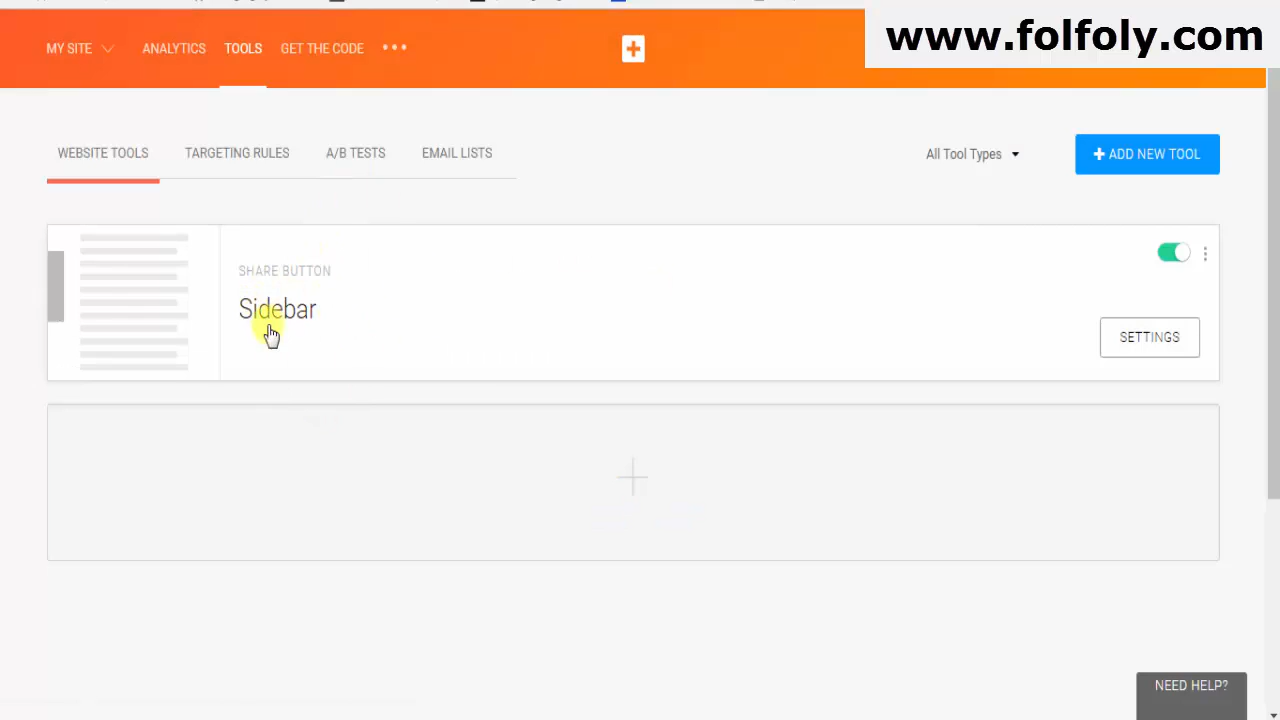 www.folfoly.com
MY SITE ANALYTICS TOOLS GET THE CODE
WEBSITE TOOLS TARGETING RULES A/B TESTS EMAIL LISTS All Tool Types ADD NEW TOOL
SHARE BUTTON
Sidebar
SETTINGS
NEED HELP?